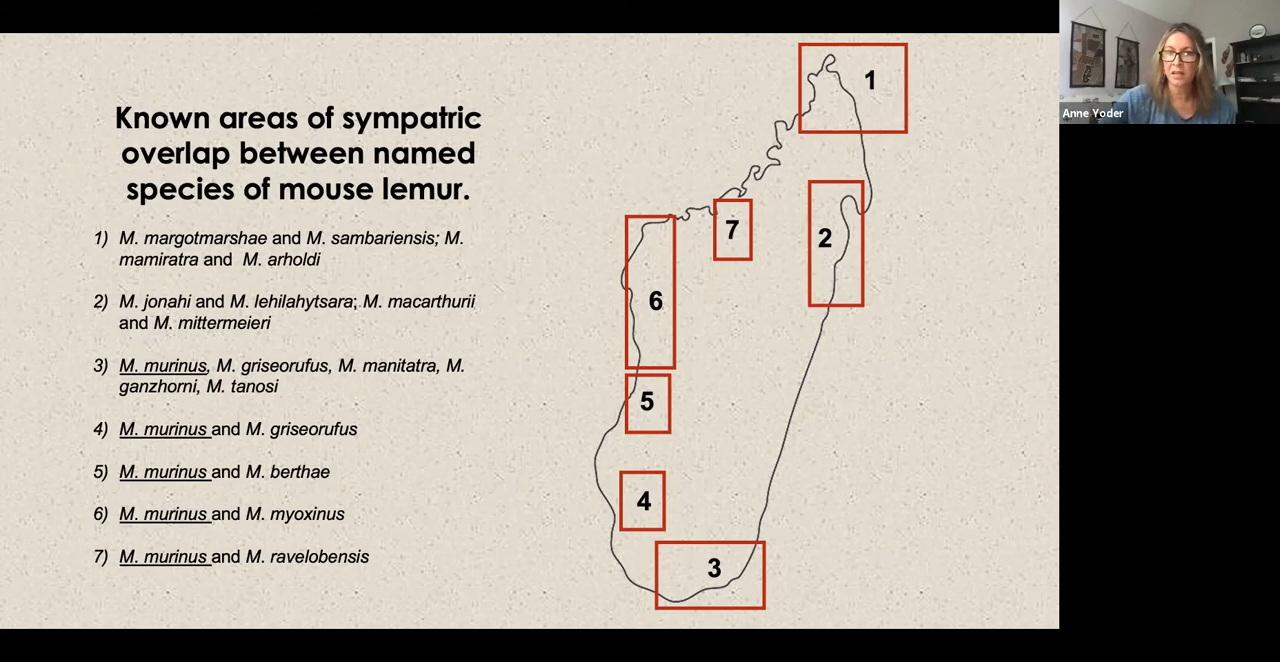 Known areas of sympatric
overlap between named
species of mouse lemur.
1) M. margotmarshae and M. sambariensis; M.
mamiratra and M. arholdi
2) M. jonahi and M. lehilahytsara; M. macarthurii
and M. mittermeieri
3) M. murinus, M. griseorufus, M. manitatra, M.
ganzhorni, M. tanosi
4) M. murinus and M. griseorufus
5) M. murinus and M. berthae
6) M. murinus and M. myoxinus
7) M. murinus and M. ravelobensis
1
2
7
6
5
4
3
Anne Yoder